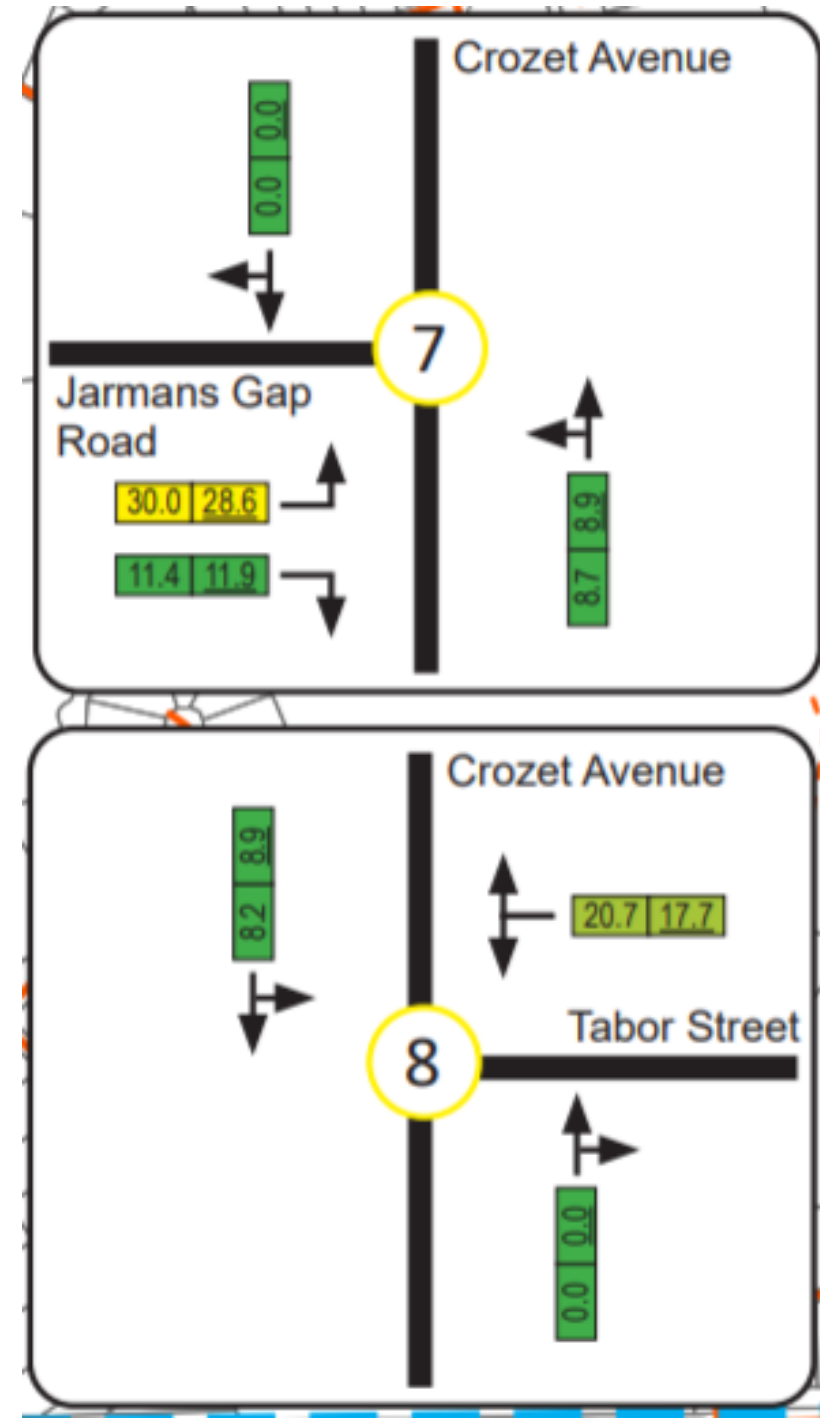 Crozet Avenue
0.0 0.0
7
Jarmans Gap
Road
30.0 28.6
11.4 11.9
8.7 8.9
Crozet Avenue
8.2 8.9
20.7 17.7
Tabor Street
8
0.0 0.0